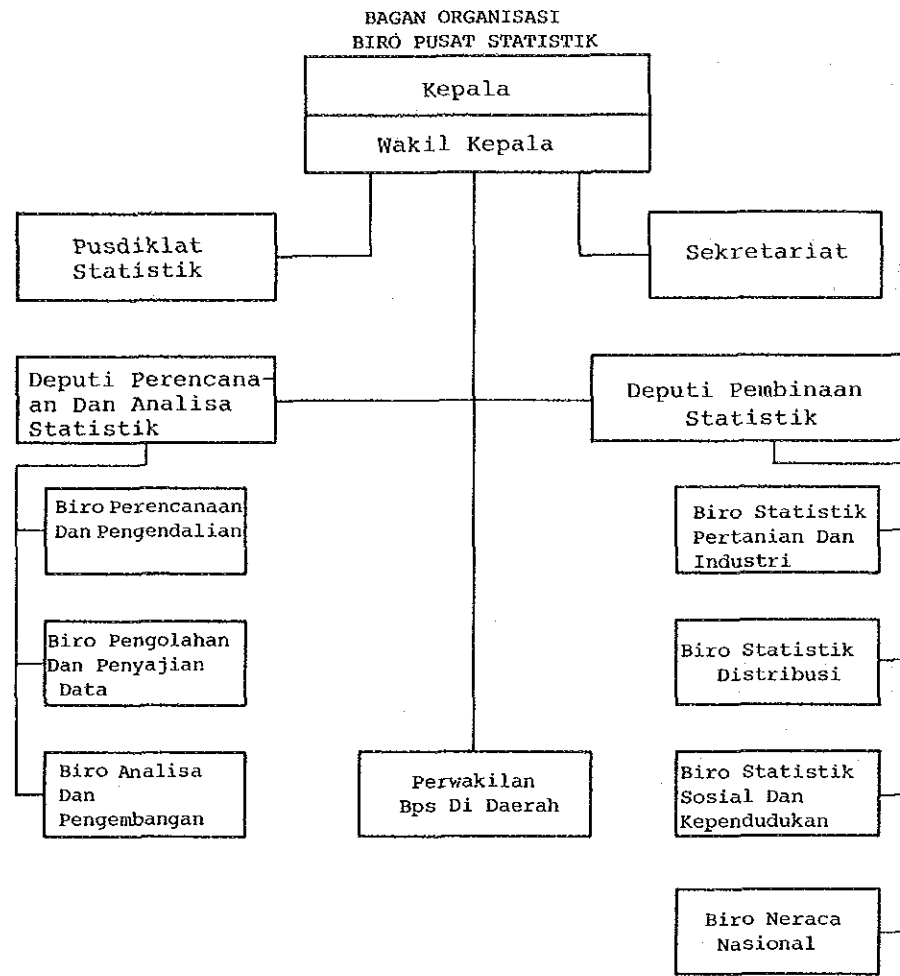 BAGAN ORGANISASI
BIRO PUSAT STATISTIK
Kepala
Wakil Kepala
Pusdiklat
Statistik
Sekretariat
Deputi Perencana-
an Dan Analisa
Statistik
Deputi Pembinaan
Statistik
Biro Perencanaan
Dan Pengendalian
Biro Pengolahan
Dan Penyajian
Data
Biro Analisa
Dan
Pengembangan
Perwakilan
Bps Di Daerah
Biro Statistik
Pertanian Dan
Industri
Biro Statistik
Distribusi
Biro Statistik
Sosial Dan
Kependudukan
Biro Neraca
Nasional